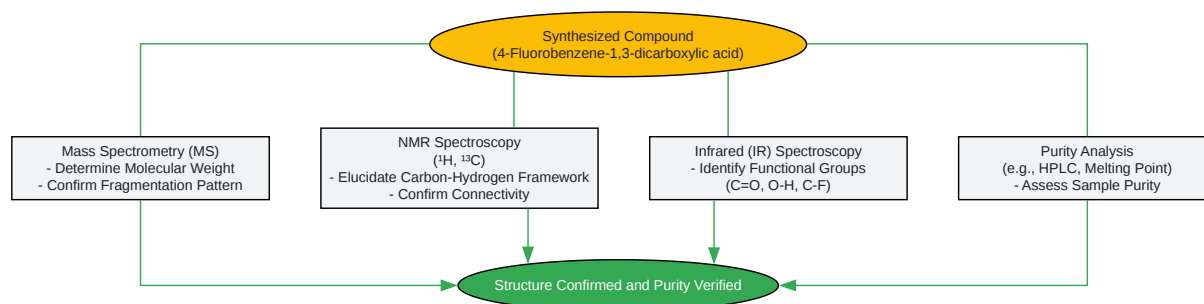 Synthesized Compound
(4-Fluorobenzene-1,3-dicarboxylic acid)
Mass Spectrometry (MS)
- Determine Molecular Weight
- Confirm Fragmentation Pattern
NMR Spectroscopy
(¹H, ¹³C)
- Elucidate Carbon-Hydrogen Framework
- Confirm Connectivity
Infrared (IR) Spectroscopy
- Identify Functional Groups
(C=O, O-H, C-F)
Purity Analysis
(e.g., HPLC, Melting Point)
- Assess Sample Purity
Structure Confirmed and Purity Verified